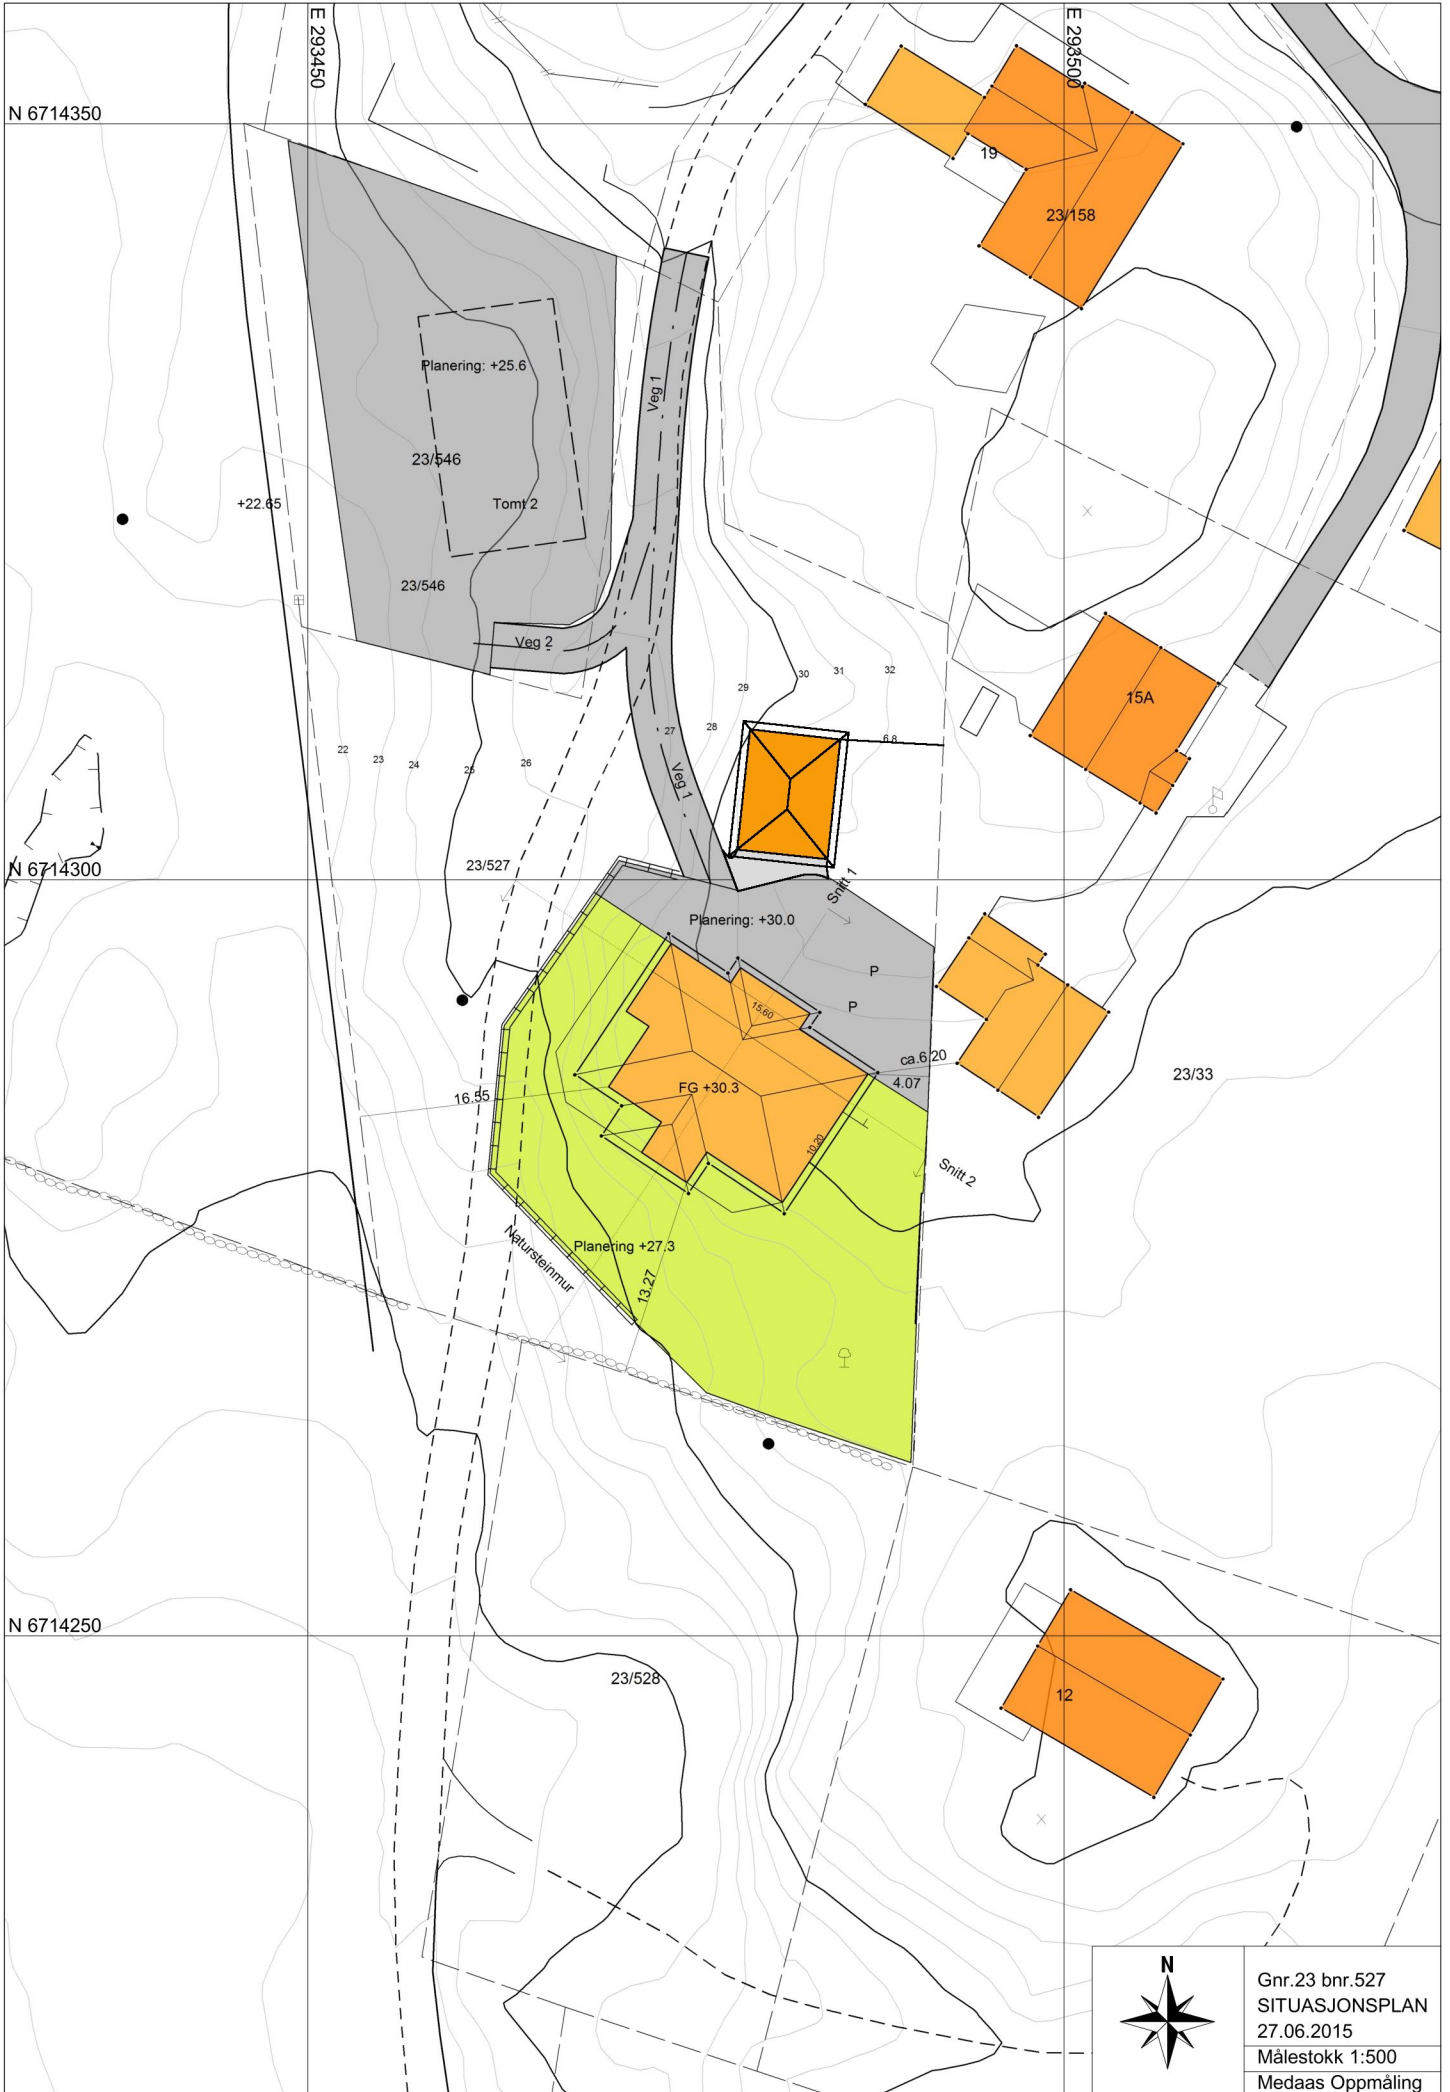 E 293450
E 293500
N 6714350
19
23/158
Planering: +25.6
Veg 1
23/546
+22.65
Tomt 2
23/546
Veg 2
30
31
32
29
15A
28
27
6.8
22
23
24
25
26
Veg 1
23/527
N 6714300
Snitt 1
Planering: +30.0
P
P
15.60
ca.6.20
4.07
23/33
FG +30.3
16.55
10.20
Snitt 2
Natursteinmur
Planering +27.3
13.27
N 6714250
23/528
12
N
Gnr.23 bnr.527
SITUASJONSPLAN
27.06.2015
Målestokk 1:500
Medaas Oppmåling